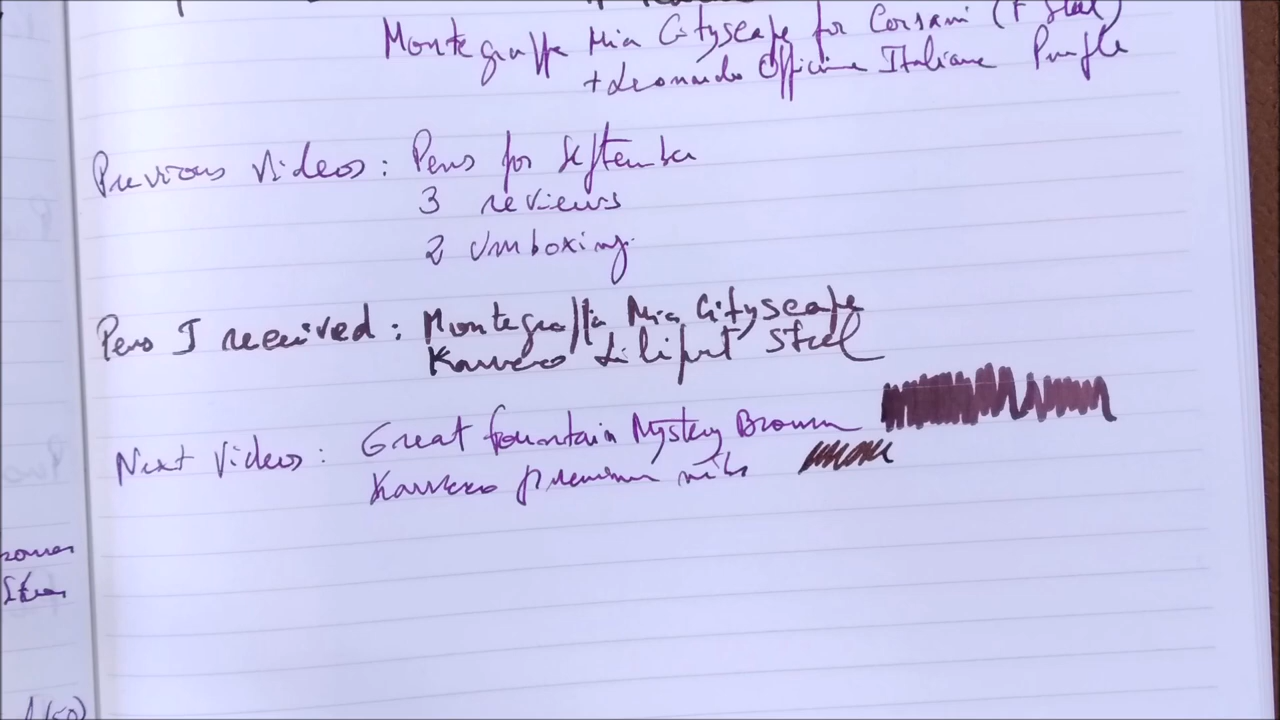 Montegrappa Mia Cityscape for Corsani (F Steel)
+ Leonardo Officina Italiana Purple
Previous Videos: Pens for September
3 reviews
2 Unboxing
Pens I received: Montegrappa Mia Cityscape
Kaweco Liliput Steel
Next Videos: Great fountain Mystery Brown
Kaweco premium nibs